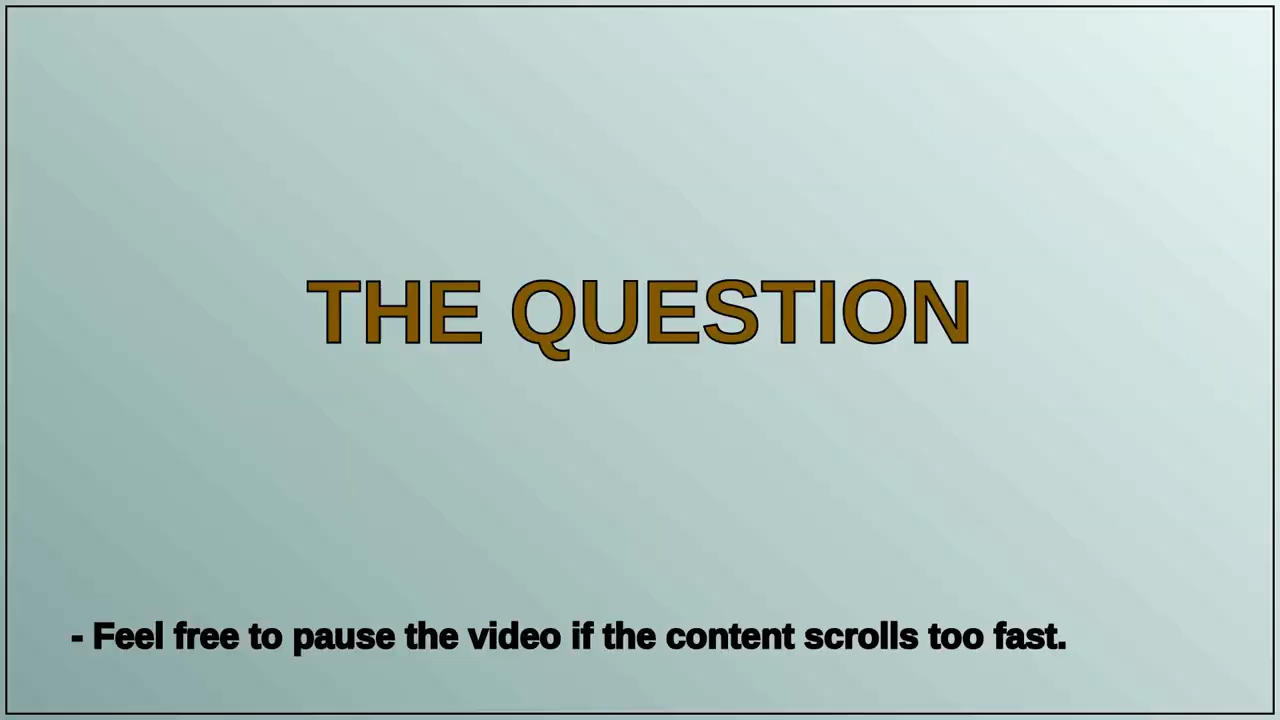 THE QUESTION
- Feel free to pause the video if the content scrolls too fast.